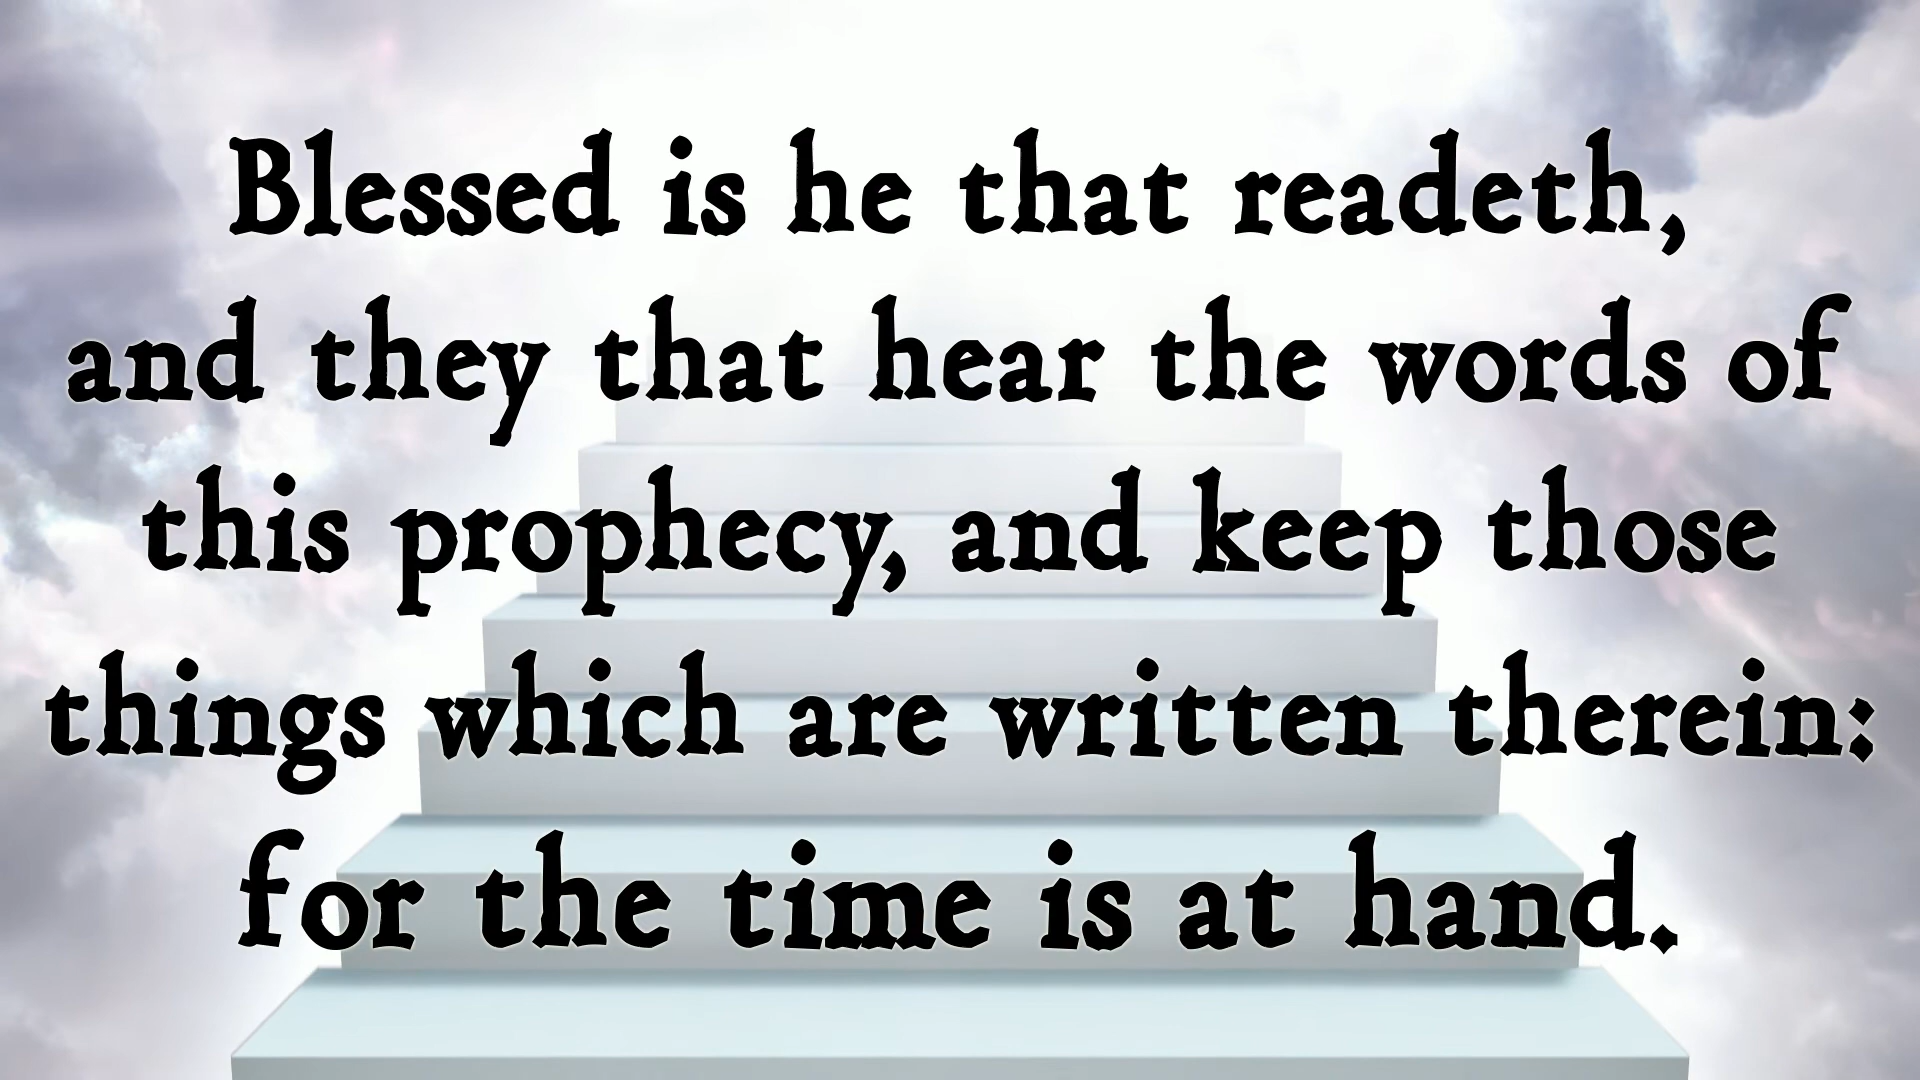 Blessed is he that readeth,
and they that hear the words of
this prophecy, and keep those
things which are written therein:
for the time is at hand.